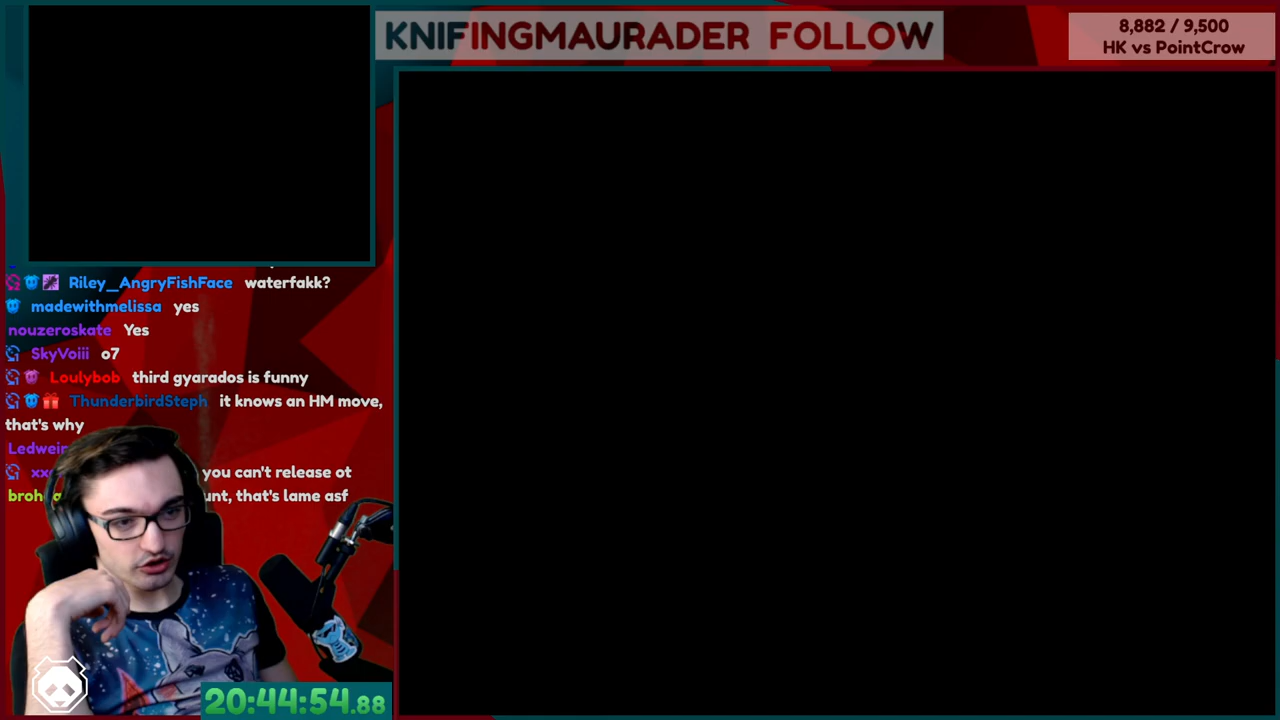 KNIFINGMAURADER FOLLOW
8,882 / 9,500
HK vs PointCrow
Riley_AngryFishFace waterfakk?
madewithmelissa yes
nouzeroskate Yes
SkyVoiii o7
Loulybob third gyarados is funny
ThunderbirdSteph it knows an HM move,
that's why
you can't release ot
that's lame asf
20:44:54.88